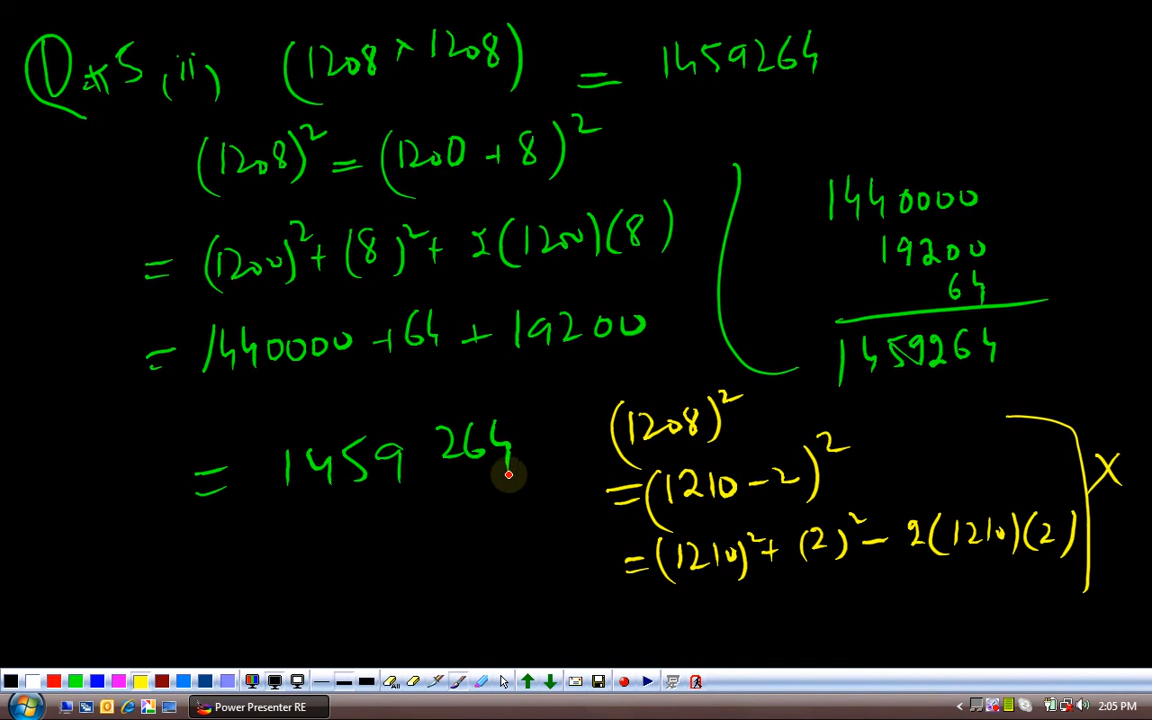 Q#5,ii) (1208 × 1208) = 1459264
(1208)² = (1200 + 8)²
= (1200)² + (8)² + 2(1200)(8)
= 1440000 + 64 + 19200
= 1459 264
1440000
19200
64
1459264
(1208)²
= (1210 - 2)²
= (1210)² + (2)² - 2(1210)(2)
X
All
Power Presenter RE
2:05 PM